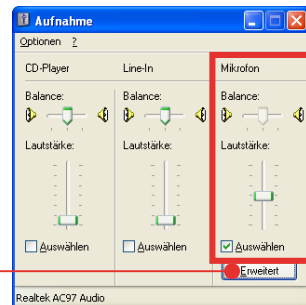 Aufnahme
Optionen ?
CD-Player Line-In Mikrofon
Balance: Balance: Balance:
Lautstärke: Lautstärke: Lautstärke:
Auswählen Auswählen Auswählen
Erweitert
Realtek AC97 Audio